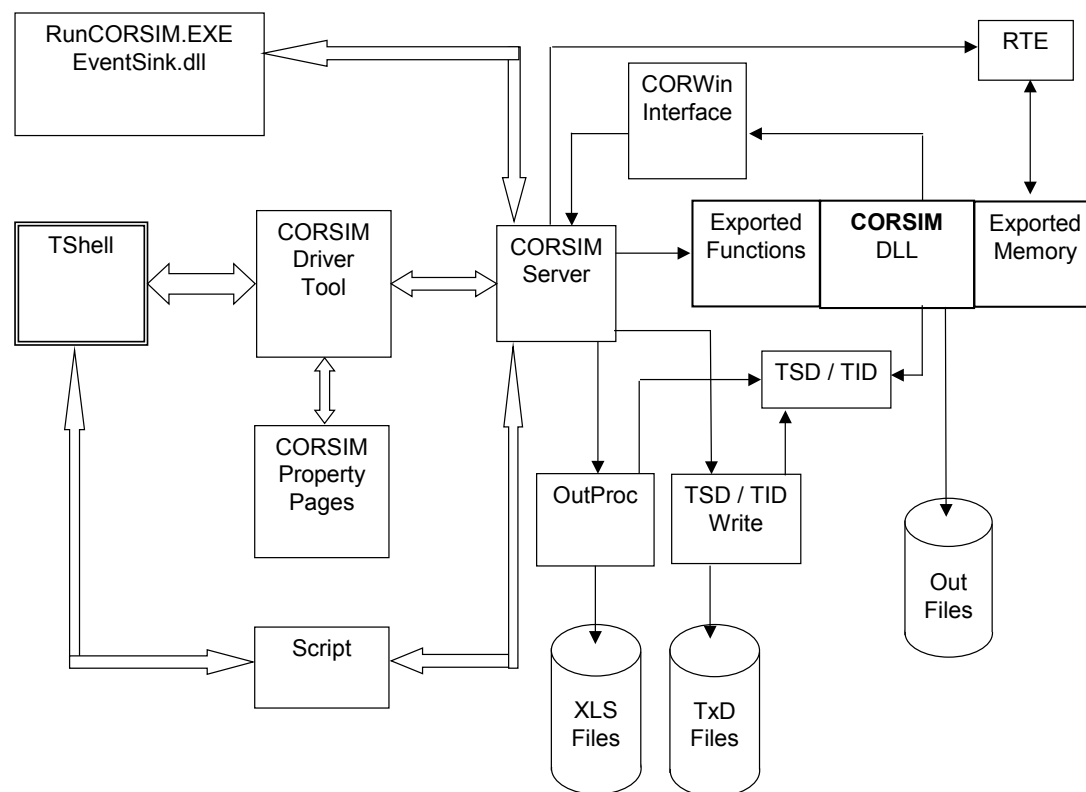 RunCORSIM.EXE
EventSink.dll
RTE
CORWin
Interface
TShell
CORSIM
Driver
Tool
CORSIM
Server
Exported
Functions
CORSIM
DLL
Exported
Memory
TSD / TID
CORSIM
Property
Pages
OutProc
TSD / TID
Write
Out
Files
Script
XLS
Files
TxD
Files